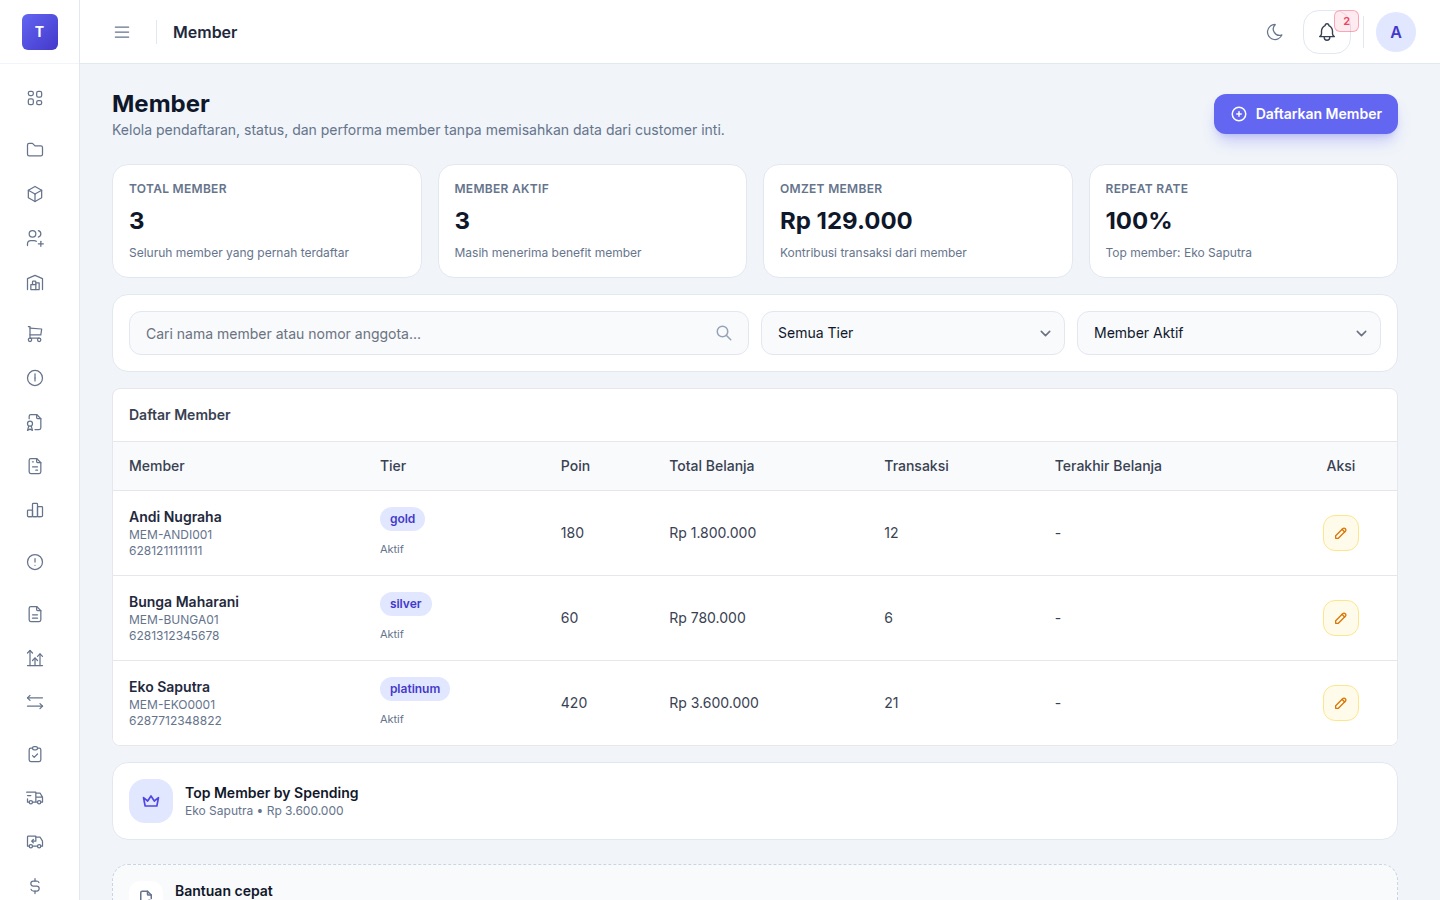 T
Member
2
A
Member
Kelola pendaftaran, status, dan performa member tanpa memisahkan data dari customer inti.
Daftarkan Member
TOTAL MEMBER
3
Seluruh member yang pernah terdaftar
MEMBER AKTIF
3
Masih menerima benefit member
OMZET MEMBER
Rp 129.000
Kontribusi transaksi dari member
REPEAT RATE
100%
Top member: Eko Saputra
Cari nama member atau nomor anggota...
Semua Tier
Member Aktif
Daftar Member
Member Tier Poin Total Belanja Transaksi Terakhir Belanja Aksi
Andi Nugraha
MEM-ANDI001
6281211111111
gold
Aktif
180
Rp 1.800.000
12
-
Bunga Maharani
MEM-BUNGA01
6281312345678
silver
Aktif
60
Rp 780.000
6
-
Eko Saputra
MEM-EKO0001
6287712348822
platinum
Aktif
420
Rp 3.600.000
21
-
Top Member by Spending
Eko Saputra • Rp 3.600.000
Bantuan cepat